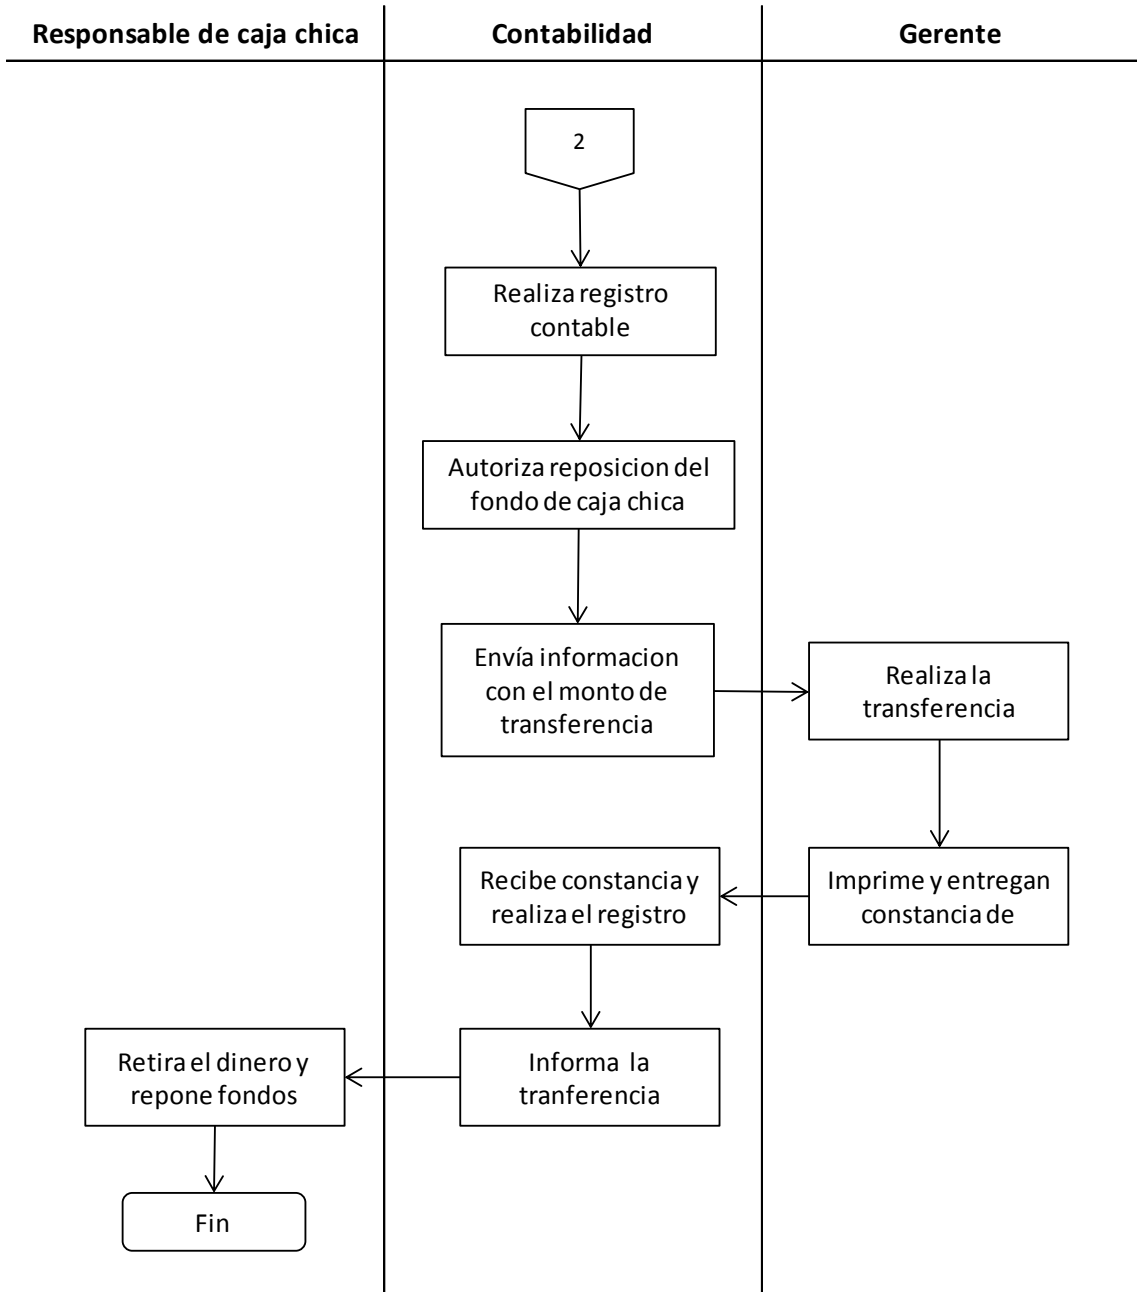 Responsable de caja chica
Contabilidad
Gerente
2
Realiza registro
contable
Autoriza reposicion del
fondo de caja chica
Envía informacion
con el monto de
transferencia
Realiza la
transferencia
Imprime y entregan
constancia de
Recibe constancia y
realiza el registro
Informa la
tranferencia
Retira el dinero y
repone fondos
Fin